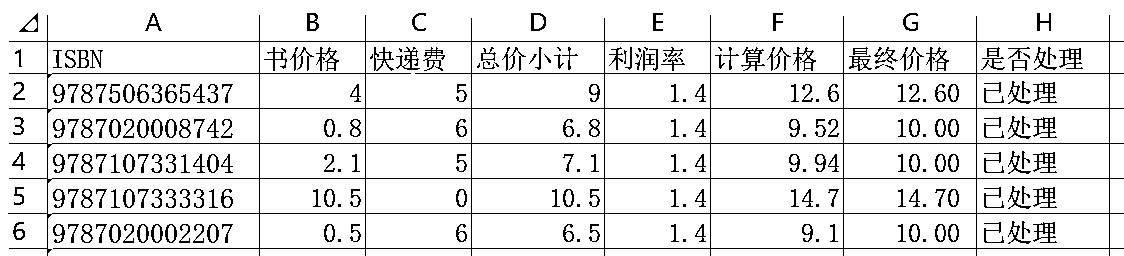 A B C D E F G H
1 ISBN 书价格 快递费 总价小计 利润率 计算价格 最终价格 是否处理
2 9787506365437 4 5 9 1.4 12.6 12.60 已处理
3 9787020008742 0.8 6 6.8 1.4 9.52 10.00 已处理
4 9787107331404 2.1 5 7.1 1.4 9.94 10.00 已处理
5 9787107333316 10.5 0 10.5 1.4 14.7 14.70 已处理
6 9787020002207 0.5 6 6.5 1.4 9.1 10.00 已处理